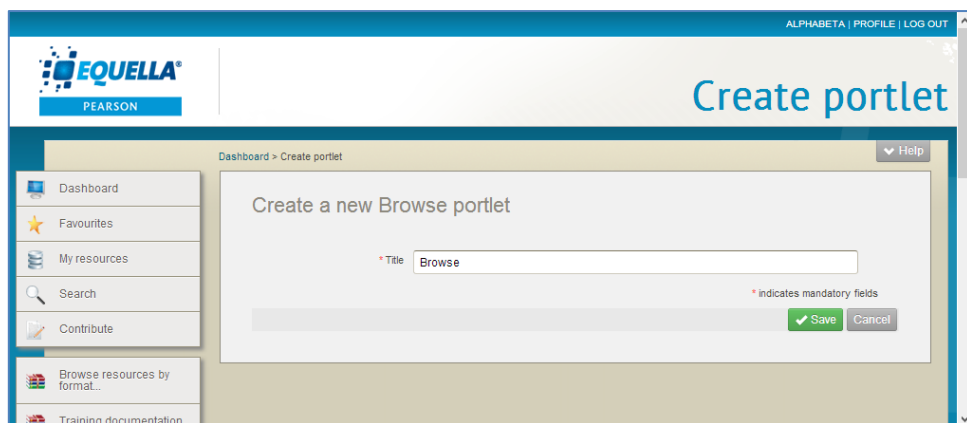 ALPHABETA | PROFILE | LOG OUT
EQUELLA®
PEARSON
Create portlet
Dashboard > Create portlet
Help
Dashboard
Favourites
My resources
Search
Contribute
Browse resources by
format...
Training documentation
Create a new Browse portlet
* Title Browse
* indicates mandatory fields
Save Cancel